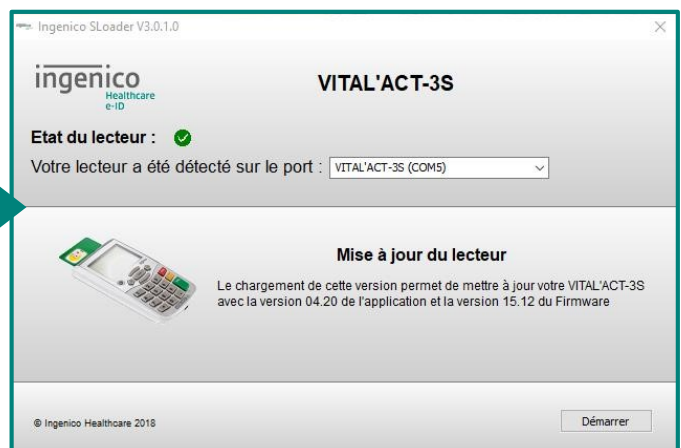 Ingenico SLoader V3.0.1.0
ingenico
Healthcare
e-ID
VITAL'ACT-3S
Etat du lecteur :
Votre lecteur a été détecté sur le port : VITAL'ACT-3S (COM5)
Mise à jour du lecteur
Le chargement de cette version permet de mettre à jour votre VITAL'ACT-3S
avec la version 04.20 de l'application et la version 15.12 du Firmware
© Ingenico Healthcare 2018
Démarrer